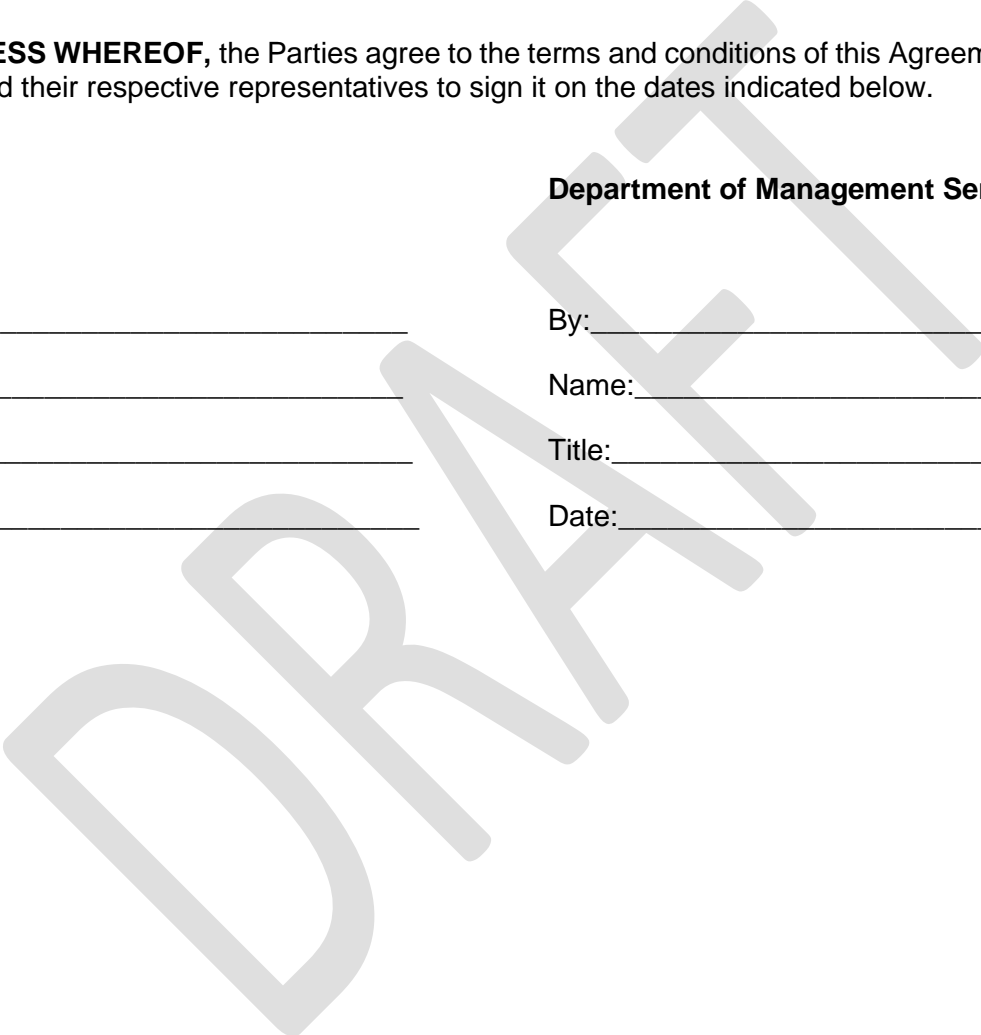 ESS WHEREOF, the Parties agree to the terms and conditions of this Agreem
d their respective representatives to sign it on the dates indicated below.
Department of Management Ser
By:
Name:
Title:
Date:
DRAFT